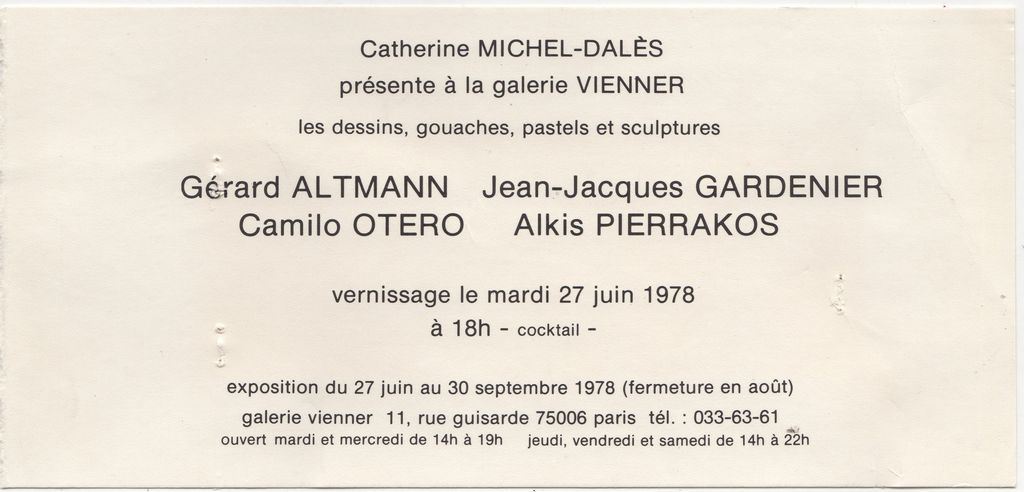 Catherine MICHEL-DALÈS
présente à la galerie VIENNER
les dessins, gouaches, pastels et sculptures
Gérard ALTMANN Jean-Jacques GARDENIER
Camilo OTERO Alkis PIERRAKOS
vernissage le mardi 27 juin 1978
à 18h - cocktail -
exposition du 27 juin au 30 septembre 1978 (fermeture en août)
galerie vienner 11, rue guisarde 75006 paris tél. : 033-63-61
ouvert mardi et mercredi de 14h à 19h jeudi, vendredi et samedi de 14h à 22h